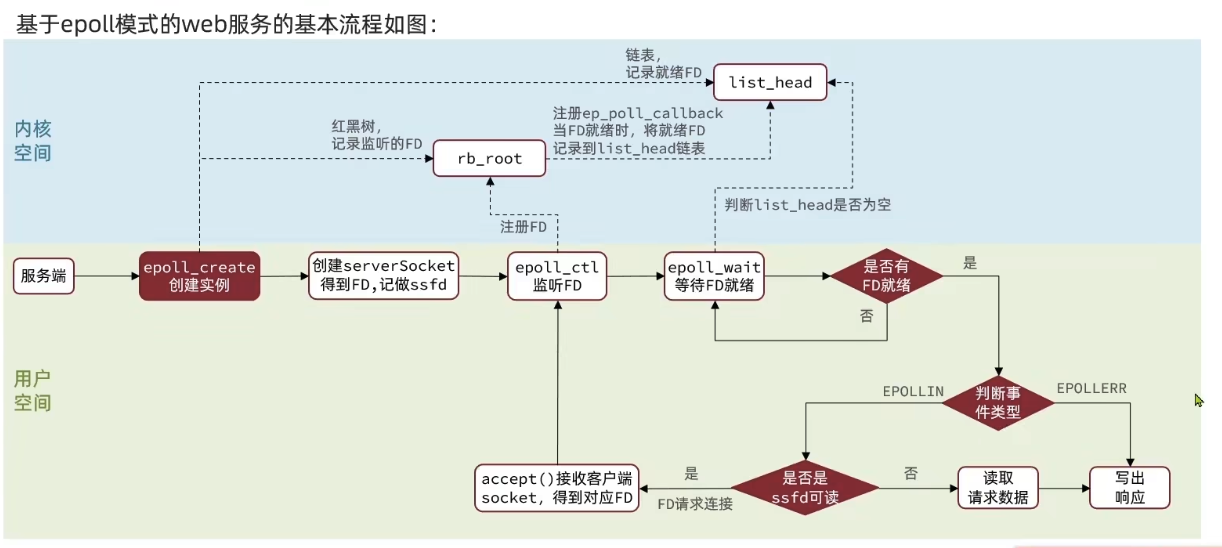 基于epoll模式的web服务的基本流程如图：
链表，
记录就绪FD
list_head
内核
空间
红黑树，
记录监听的FD
rb_root
注册ep_poll_callback
当FD就绪时，将就绪FD
记录到list_head链表
注册FD
判断list_head是否为空
服务端
epoll_create
创建实例
创建serverSocket
得到FD,记做ssfd
epoll_ctl
监听FD
epoll_wait
等待FD就绪
是否有
FD就绪
是
否
用户
空间
EPOLLIN
判断事
件类型
EPOLLERR
accept()接收客户端
socket，得到对应FD
是
FD请求连接
是否是
ssfd可读
否
读取
请求数据
写出
响应